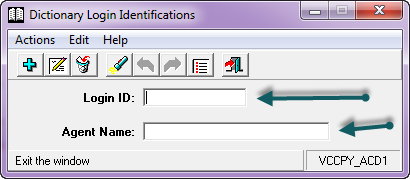 Dictionary Login Identifications
Actions Edit Help
Login ID:
Agent Name:
Exit the window VCCPY_ACD1